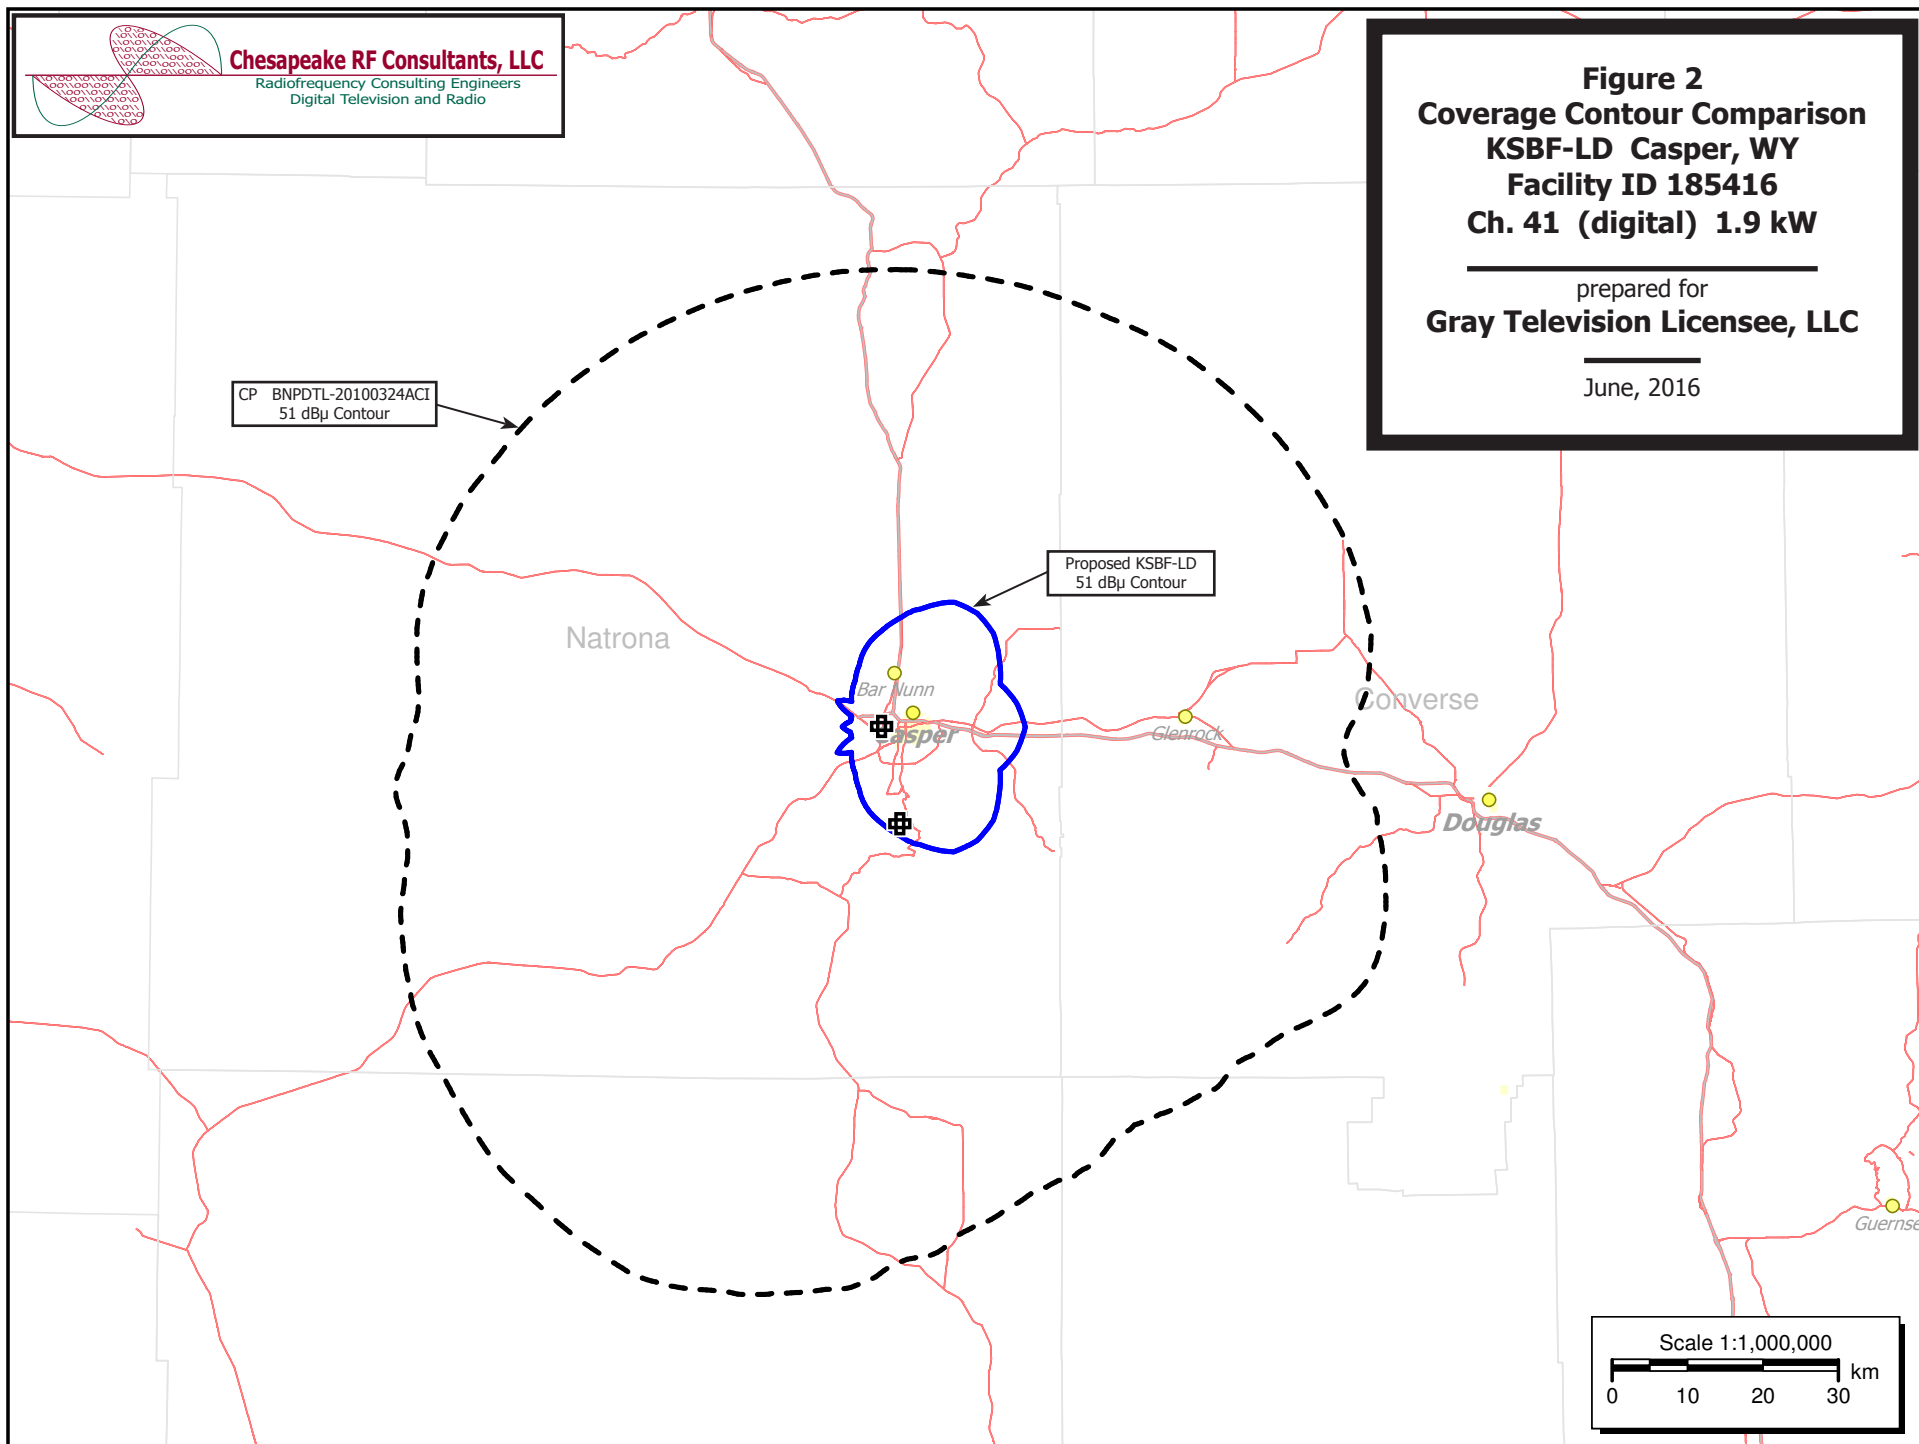 Chesapeake RF Consultants, LLC
Radiofrequency Consulting Engineers
Digital Television and Radio
Figure 2
Coverage Contour Comparison
KSBF-LD Casper, WY
Facility ID 185416
Ch. 41 (digital) 1.9 kW
prepared for
Gray Television Licensee, LLC
June, 2016
CP BNPDTL-20100324ACI
51 dBµ Contour
Proposed KSBF-LD
51 dBµ Contour
Natrona
Bar Nunn
Casper
Glenrock
Converse
Douglas
Guernse
Scale 1:1,000,000
km
0 10 20 30